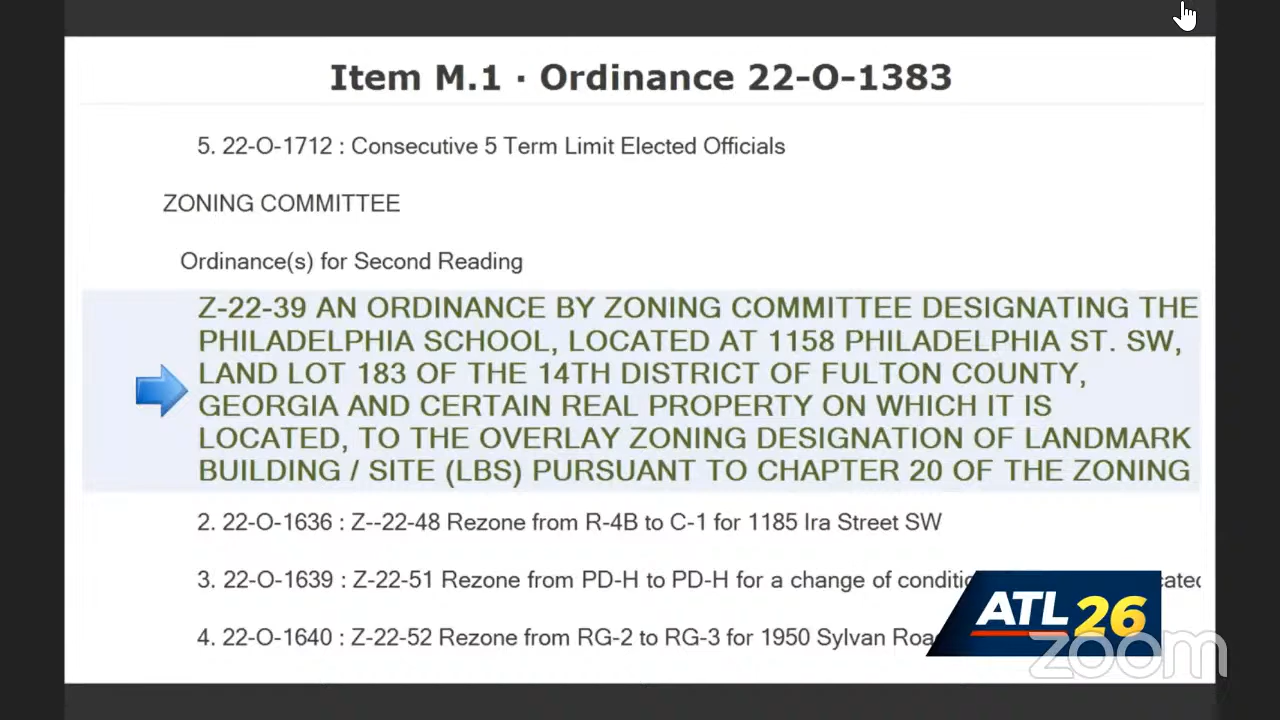 Item M.1 · Ordinance 22-O-1383
5. 22-O-1712 : Consecutive 5 Term Limit Elected Officials
ZONING COMMITTEE
Ordinance(s) for Second Reading
Z-22-39 AN ORDINANCE BY ZONING COMMITTEE DESIGNATING THE
PHILADELPHIA SCHOOL, LOCATED AT 1158 PHILADELPHIA ST. SW,
LAND LOT 183 OF THE 14TH DISTRICT OF FULTON COUNTY,
GEORGIA AND CERTAIN REAL PROPERTY ON WHICH IT IS
LOCATED, TO THE OVERLAY ZONING DESIGNATION OF LANDMARK
BUILDING / SITE (LBS) PURSUANT TO CHAPTER 20 OF THE ZONING
2. 22-O-1636 : Z--22-48 Rezone from R-4B to C-1 for 1185 Ira Street SW
3. 22-O-1639 : Z-22-51 Rezone from PD-H to PD-H for a change of
4. 22-O-1640 : Z-22-52 Rezone from RG-2 to RG-3 for 1950 Sylvan
ATL 26
zoom